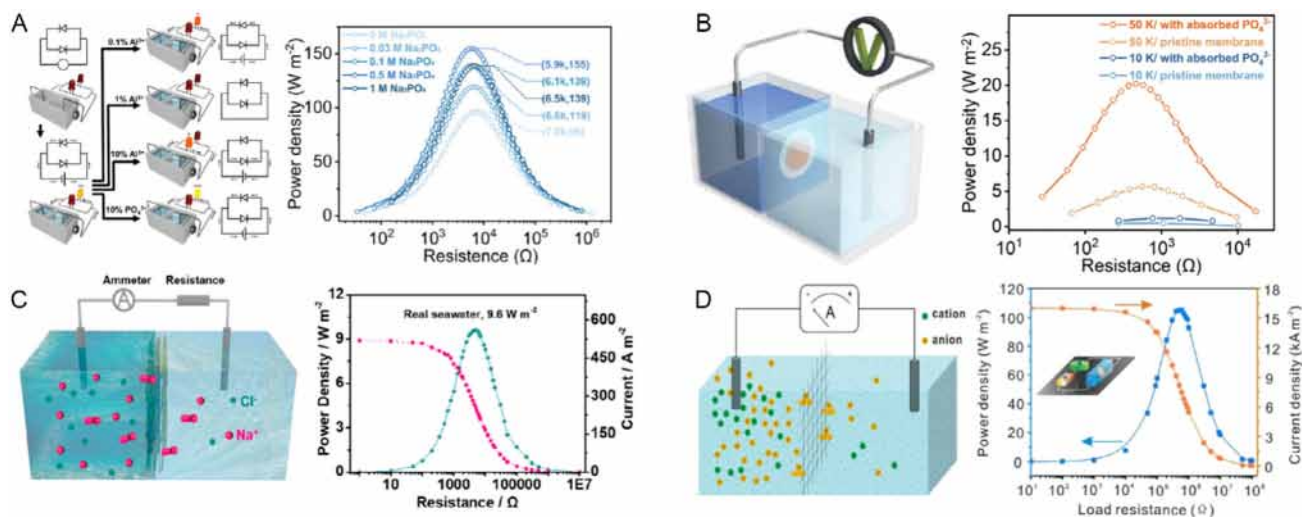 A
0.1% Al³⁺
1% Al³⁺
10% Al³⁺
10% PO₄
Power density (W m⁻²)
150
100
50
0
0.03 M Na₃PO₄
0.1 M Na₃PO₄
0.5 M Na₃PO₄
1 M Na₃PO₄
(5.9k,155)
(6.1k,139)
(6.5k,139)
(6.6k,119)
10² 10³ 10⁴ 10⁵ 10⁶
Resistence (Ω)
B
Power density (W m⁻²)
25
20
15
10
5
0
50 K/ with absorbed PO₄³⁻
50 K/ pristine membrane
10 K/ with absorbed PO₄³⁻
10 K/ pristine membrane
10¹ 10² 10³ 10⁴
Resistance (Ω)
C
Ammeter
Resistance
A
Cl⁻
Na⁺
Power Density / W m⁻²
12
9
6
3
0
Real seawater, 9.6 W m⁻²
600
450
300
150
0
Current / A m⁻²
1 10 1000 100000 1E7
Resistance / Ω
D
A
cation
anion
Power density (W m⁻²)
120
100
80
60
40
20
0
18
15
12
9
6
3
0
Current density (kA m⁻²)
10¹ 10² 10³ 10⁴ 10⁵ 10⁶ 10⁷ 10⁸
Load resistance (Ω)